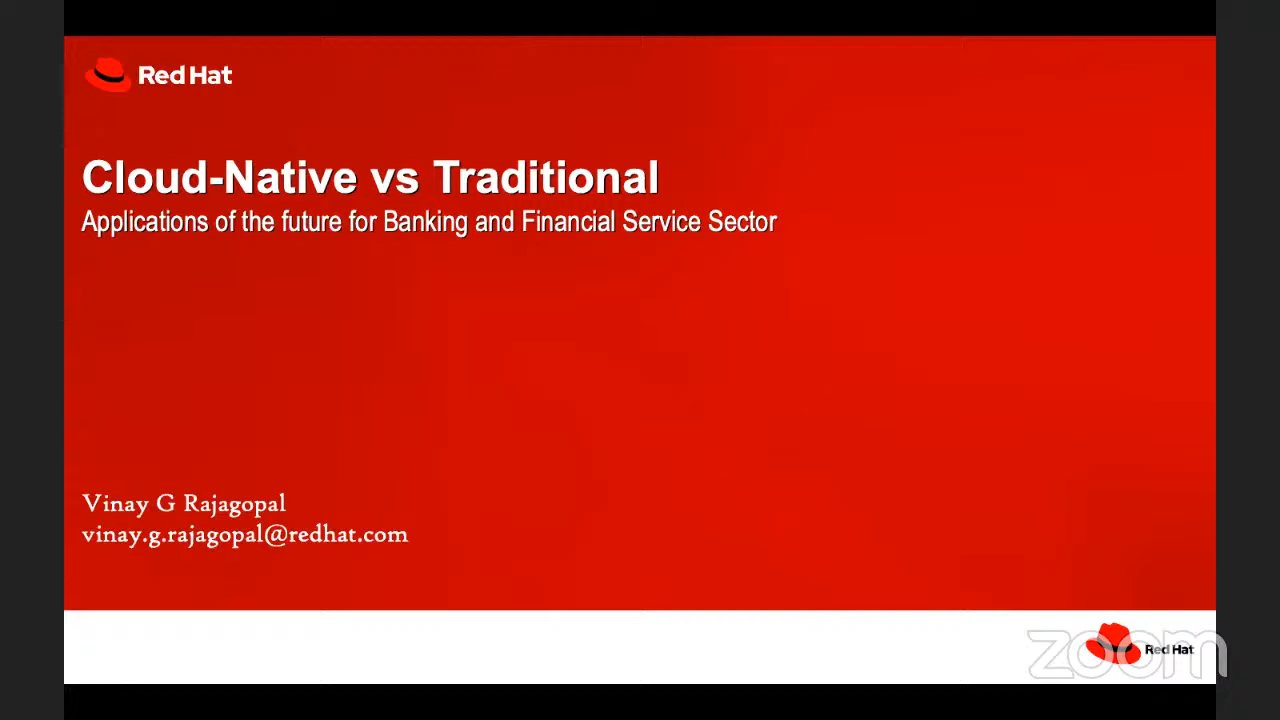 Red Hat
Cloud-Native vs Traditional
Applications of the future for Banking and Financial Service Sector
Vinay G Rajagopal
vinay.g.rajagopal@redhat.com
zoom
Red Hat